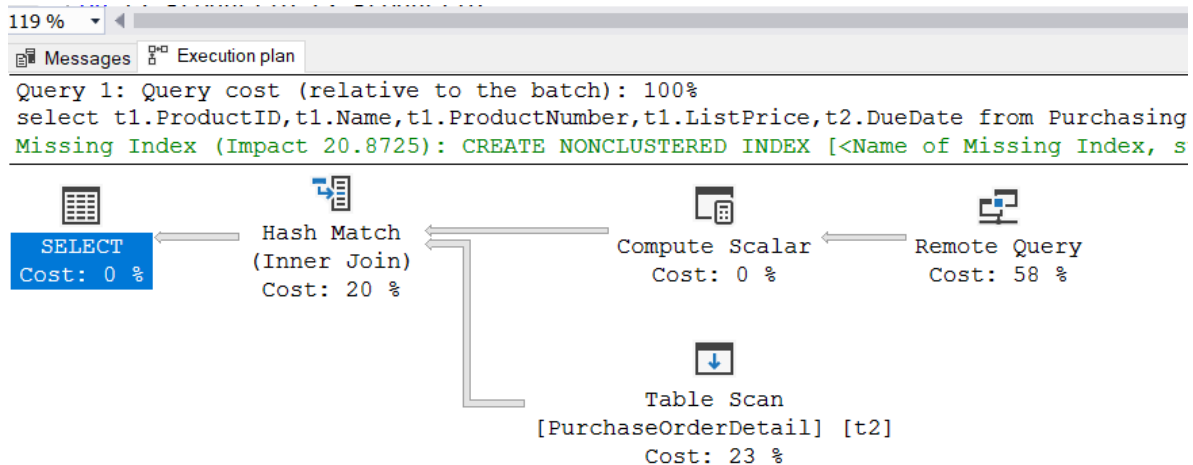 119 %
Messages Execution plan
Query 1: Query cost (relative to the batch): 100%
select t1.ProductID,t1.Name,t1.ProductNumber,t1.ListPrice,t2.DueDate from Purchasing
Missing Index (Impact 20.8725): CREATE NONCLUSTERED INDEX [<Name of Missing Index, s
SELECT
Cost: 0 %
Hash Match
(Inner Join)
Cost: 20 %
Compute Scalar
Cost: 0 %
Remote Query
Cost: 58 %
Table Scan
[PurchaseOrderDetail] [t2]
Cost: 23 %